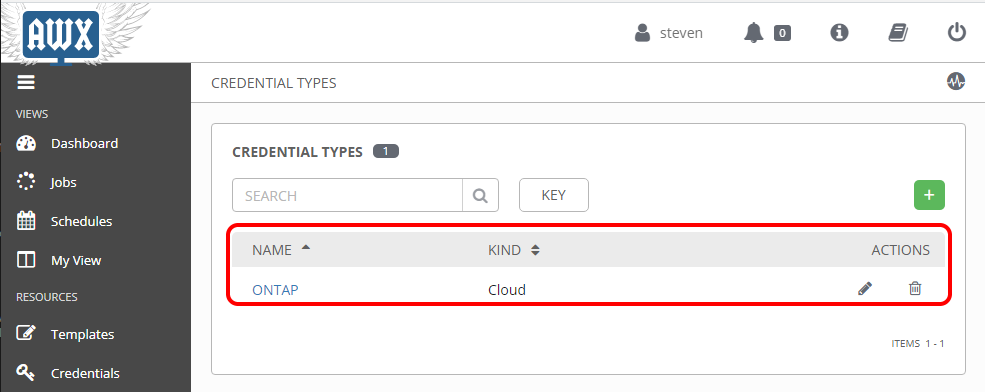 AWX
steven
0
CREDENTIAL TYPES
VIEWS
Dashboard
Jobs
Schedules
My View
RESOURCES
Templates
Credentials
CREDENTIAL TYPES 1
SEARCH
KEY
+
NAME KIND ACTIONS
ONTAP Cloud
ITEMS 1 - 1